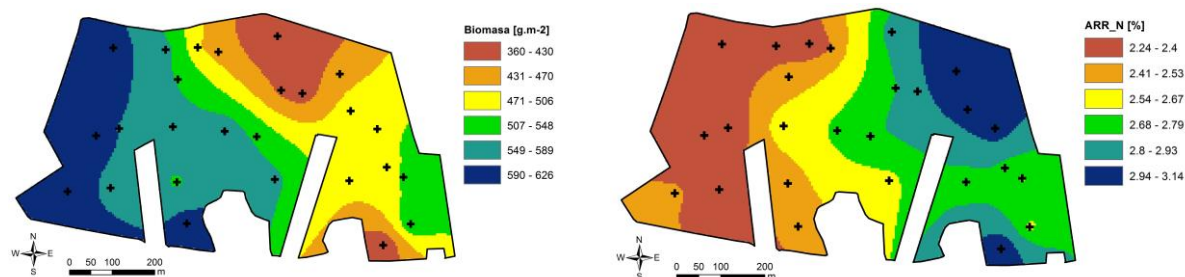 Biomasa [g.m-2]
360 - 430
431 - 470
471 - 506
507 - 548
549 - 589
590 - 626
N
W E
S
0 50 100 200
m
ARR_N [%]
2.24 - 2.4
2.41 - 2.53
2.54 - 2.67
2.68 - 2.79
2.8 - 2.93
2.94 - 3.14
N
W E
S
0 50 100 200
m